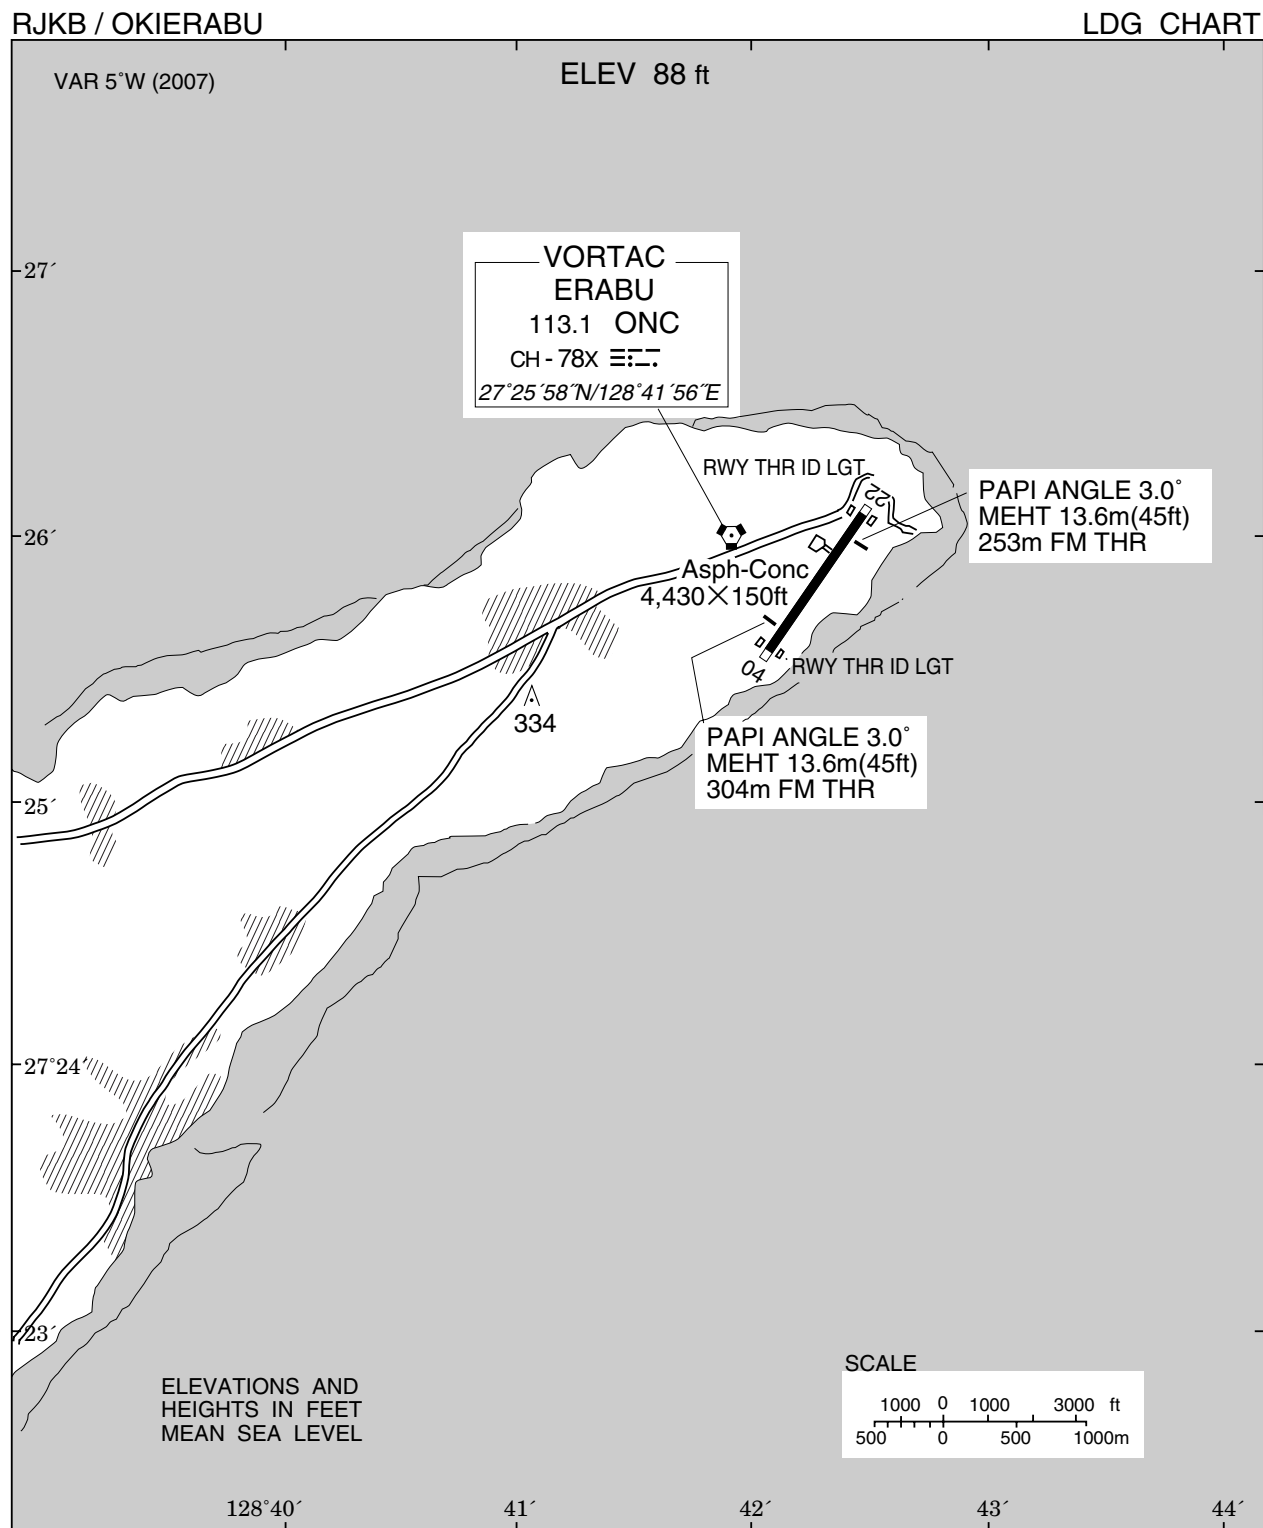 RJKB / OKIERABU
LDG CHART
VAR 5˚W (2007)
ELEV 88 ft
27´
VORTAC
ERABU
113.1 ONC
CH - 78X
27˚25´58˝N/128˚41´56˝E
RWY THR ID LGT
22
PAPI ANGLE 3.0˚
MEHT 13.6m(45ft)
253m FM THR
26´
Asph-Conc
4,430×150ft
04
RWY THR ID LGT
334
PAPI ANGLE 3.0˚
MEHT 13.6m(45ft)
304m FM THR
25´
27˚24´
23´
ELEVATIONS AND
HEIGHTS IN FEET
MEAN SEA LEVEL
SCALE
1000 0 1000 3000 ft
500 0 500 1000m
128˚40´ 41´ 42´ 43´ 44´